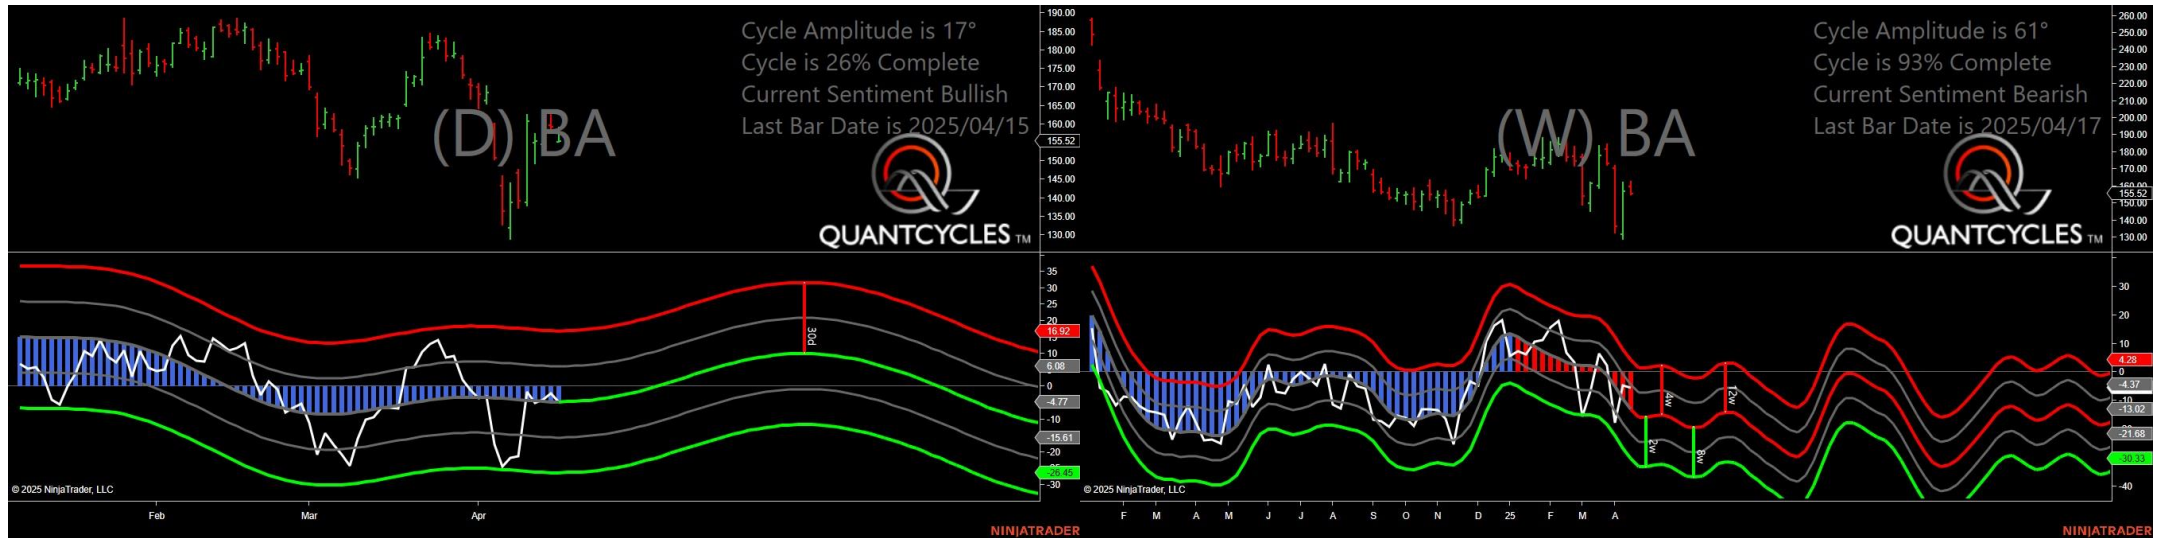 Cycle Amplitude is 17°
Cycle is 26% Complete
Current Sentiment Bullish
Last Bar Date is 2025/04/15
(D) BA
QUANTCYCLES TM
190.00
185.00
180.00
175.00
170.00
165.00
160.00
155.52
150.00
145.00
140.00
135.00
130.00
30d
35
30
25
20
16.92
10
6.08
0
-4.77
-10
-15.61
-20
-26.45
-30
© 2025 NinjaTrader, LLC
Feb
Mar
Apr
NINJATRADER
Cycle Amplitude is 61°
Cycle is 93% Complete
Current Sentiment Bearish
Last Bar Date is 2025/04/17
(W) BA
QUANTCYCLES TM
260.00
250.00
240.00
230.00
220.00
210.00
200.00
190.00
180.00
170.00
160.00
155.52
150.00
140.00
130.00
4w
12w
2w
8w
30
20
10
4.28
0
-4.37
-10
-13.02
-21.68
-30.33
-40
© 2025 NinjaTrader, LLC
F
M
A
M
J
J
A
S
O
N
D
25
F
M
A
NINJATRADER